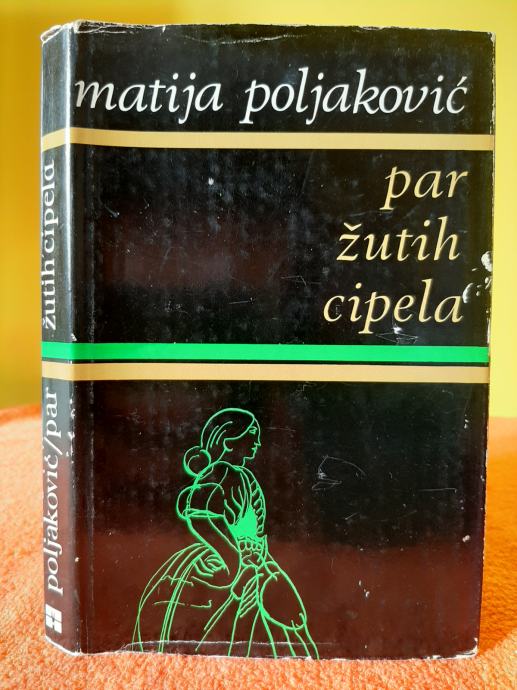 matija poljaković
par
žutih
cipela
poljaković/par žutih cipela